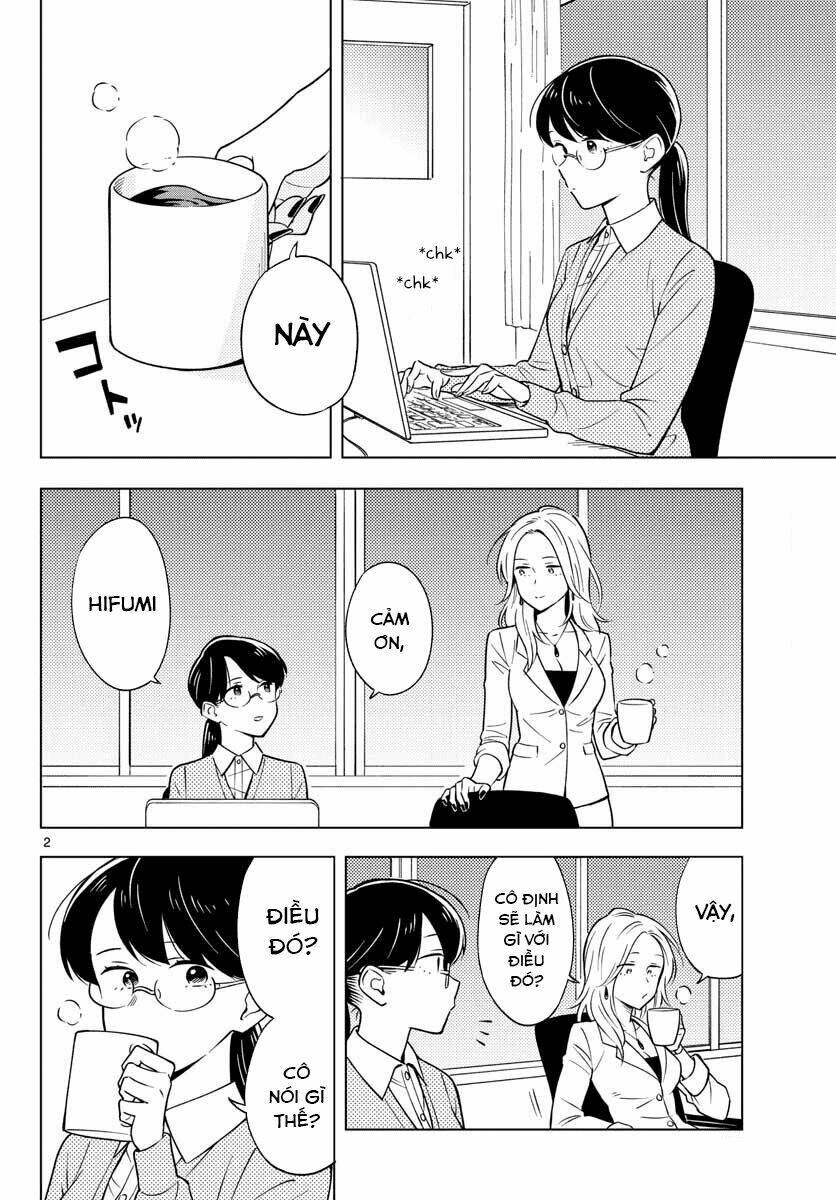 *chk*
*chk*
NÀY
コトッ
CẢM
ƠN,
HIFUMI
VẬY,
CÔ ĐỊNH
SẼ LÀM
GÌ VỚI
ĐIỀU
ĐÓ?
ĐIỀU
ĐÓ?
CÔ
NÓI GÌ
THẾ?
2